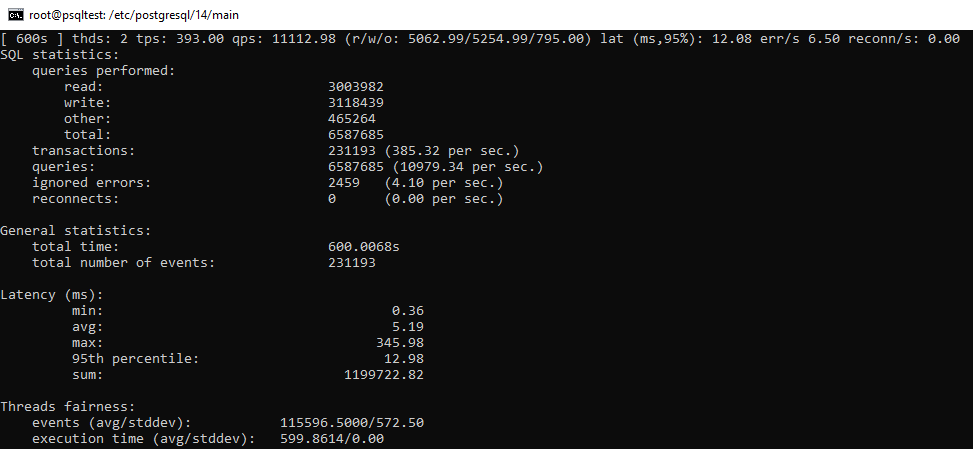 root@psqltest: /etc/postgresql/14/main
[ 600s ] thds: 2 tps: 393.00 qps: 11112.98 (r/w/o: 5062.99/5254.99/795.00) lat (ms,95%): 12.08 err/s 6.50 reconn/s: 0.00
SQL statistics:
queries performed:
read: 3003982
write: 3118439
other: 465264
total: 6587685
transactions: 231193 (385.32 per sec.)
queries: 6587685 (10979.34 per sec.)
ignored errors: 2459 (4.10 per sec.)
reconnects: 0 (0.00 per sec.)
General statistics:
total time: 600.0068s
total number of events: 231193
Latency (ms):
min: 0.36
avg: 5.19
max: 345.98
95th percentile: 12.98
sum: 1199722.82
Threads fairness:
events (avg/stddev): 115596.5000/572.50
execution time (avg/stddev): 599.8614/0.00